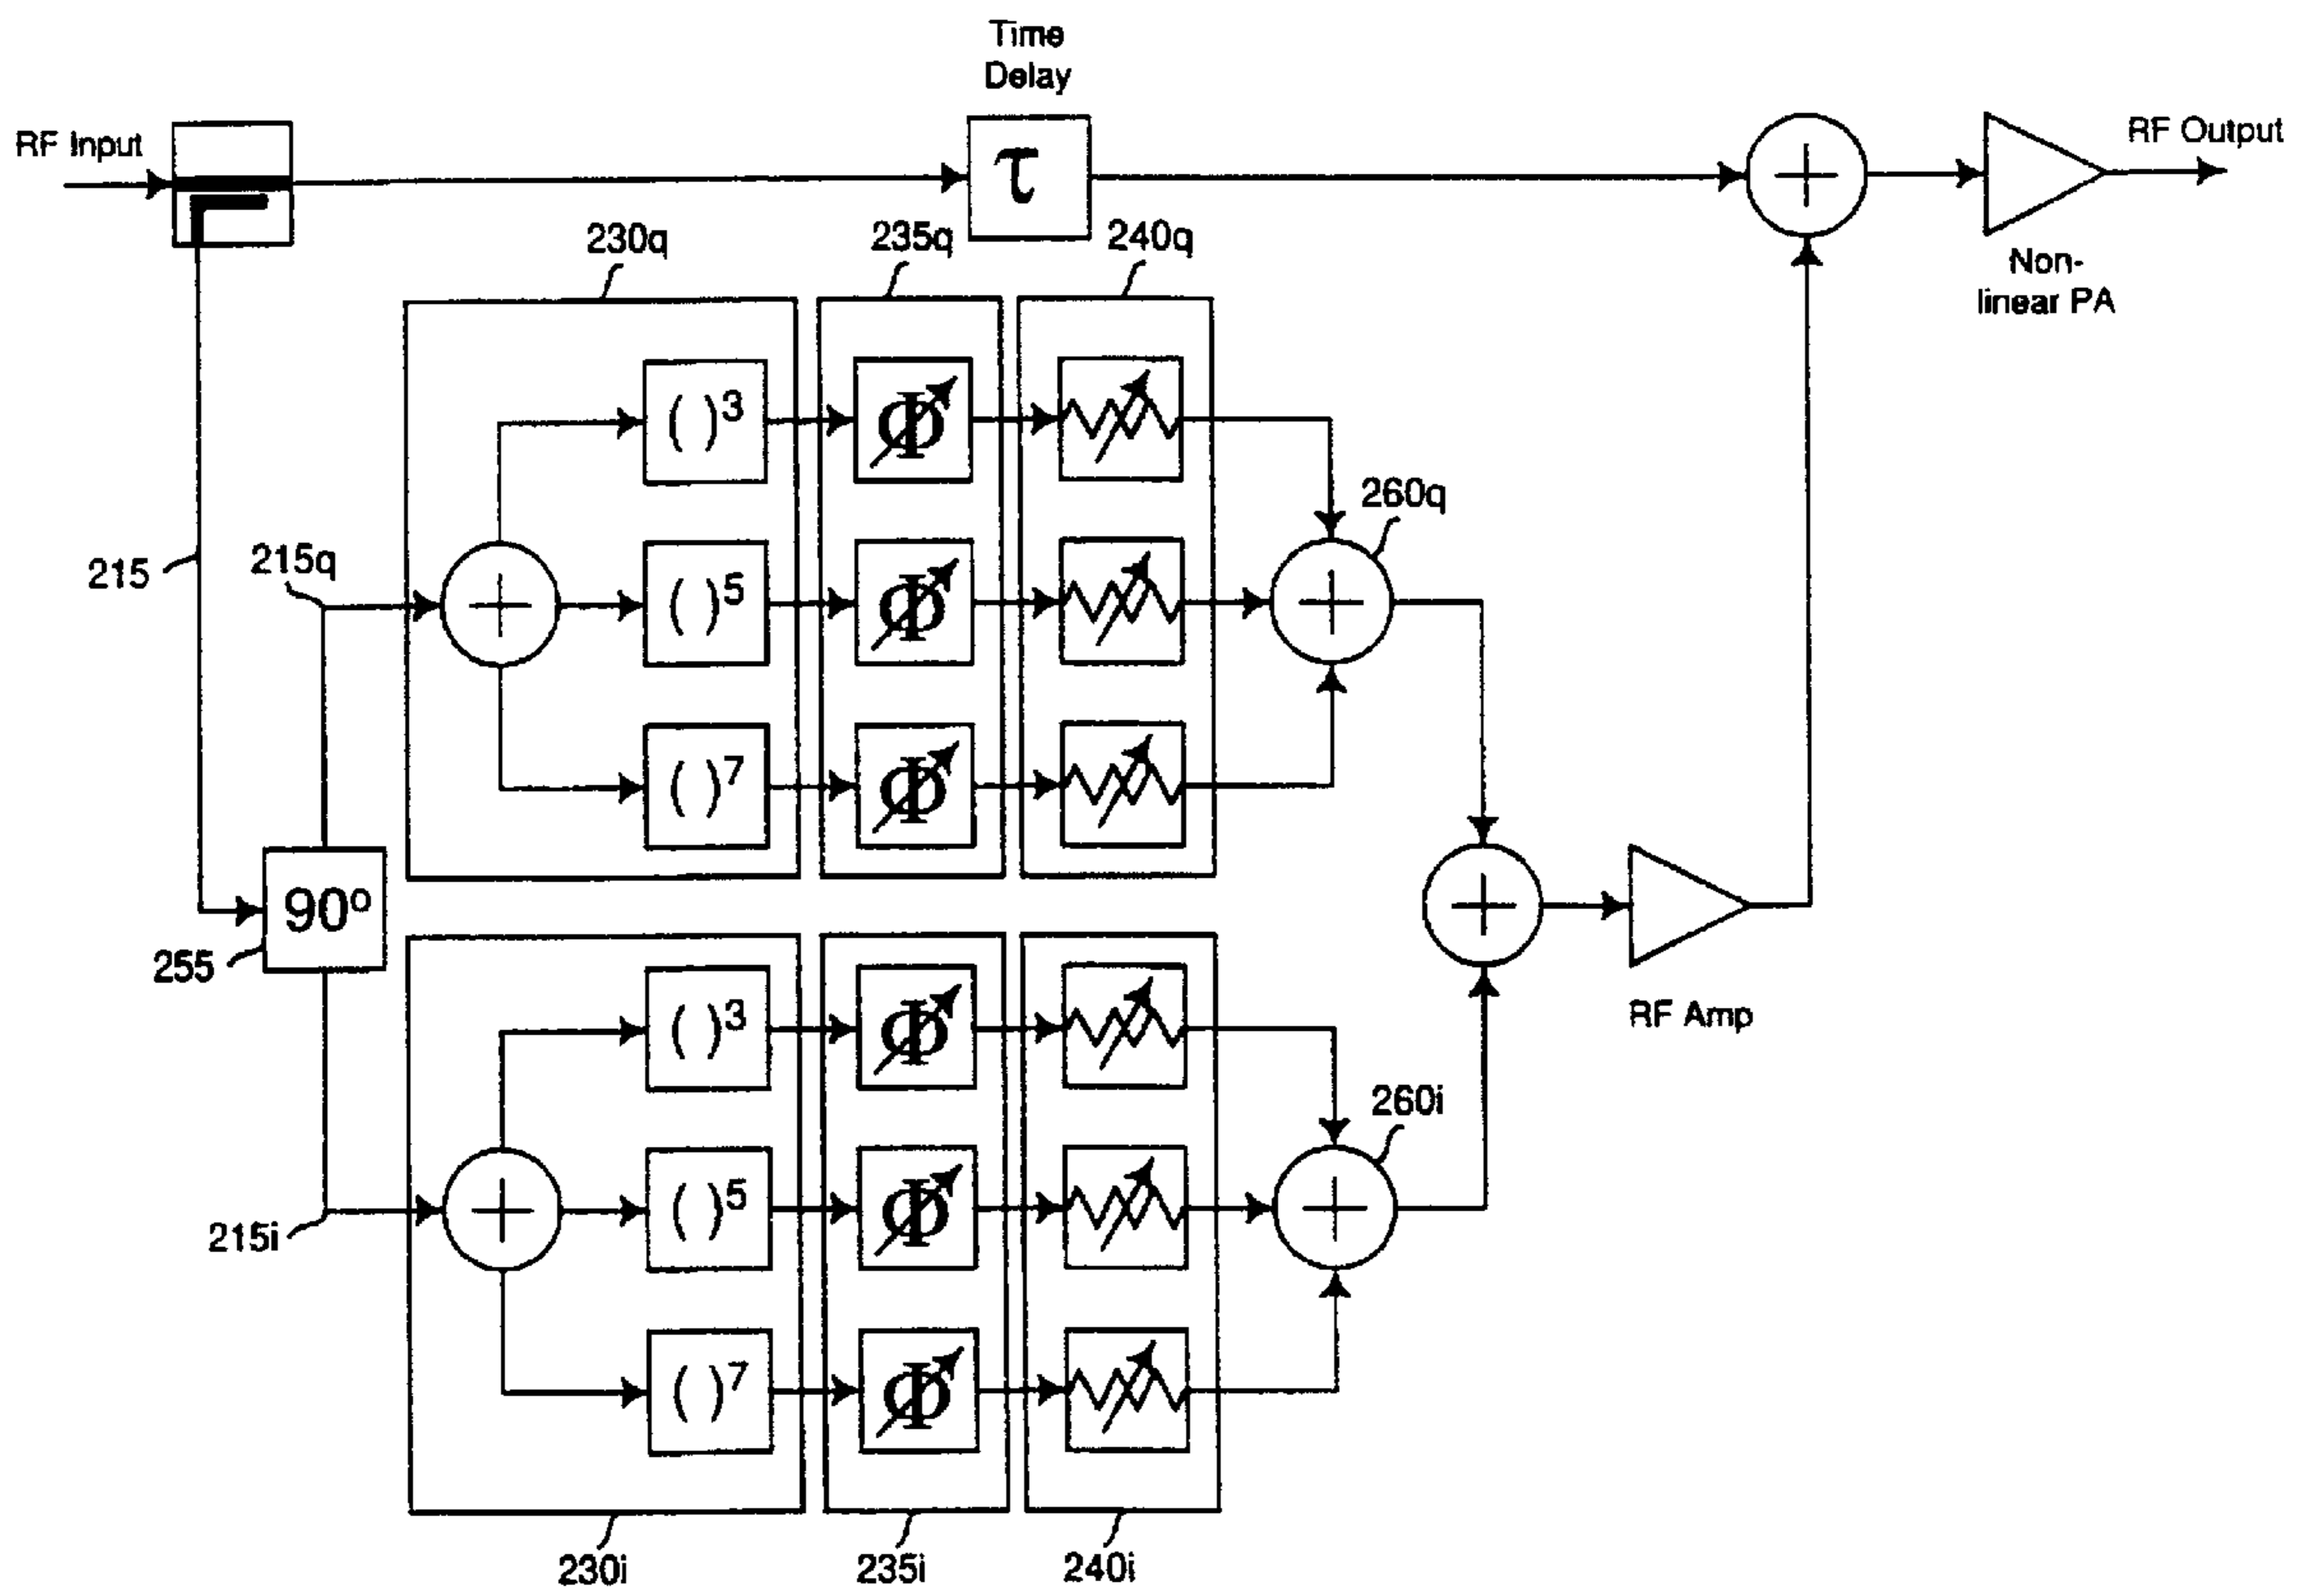 Time
Delay
RF Input
τ
RF Output
Non-
linear PA
230q
235q
240q
( )3
Φ
260q
215
215q
( )5
Φ
( )7
Φ
90º
255
RF Amp
( )3
Φ
260i
( )5
Φ
215i
( )7
Φ
230i
235i
240i